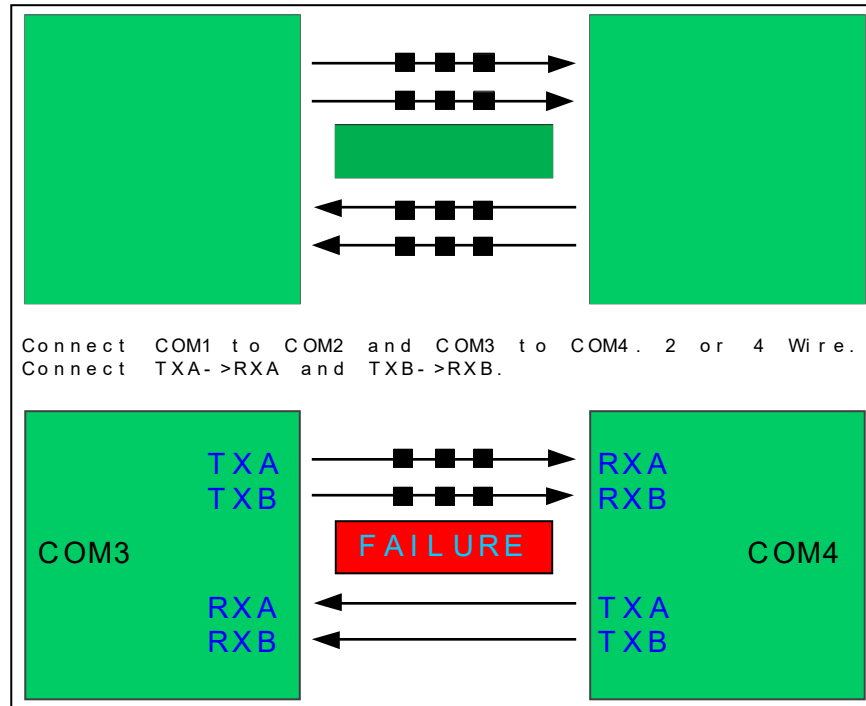 Connect COM1 to COM2 and COM3 to COM4. 2 or 4 Wire.
Connect TXA->RXA and TXB->RXB.
TXA RXA
TXB RXB
FAILURE
COM3 COM4
RXA TXA
RXB TXB